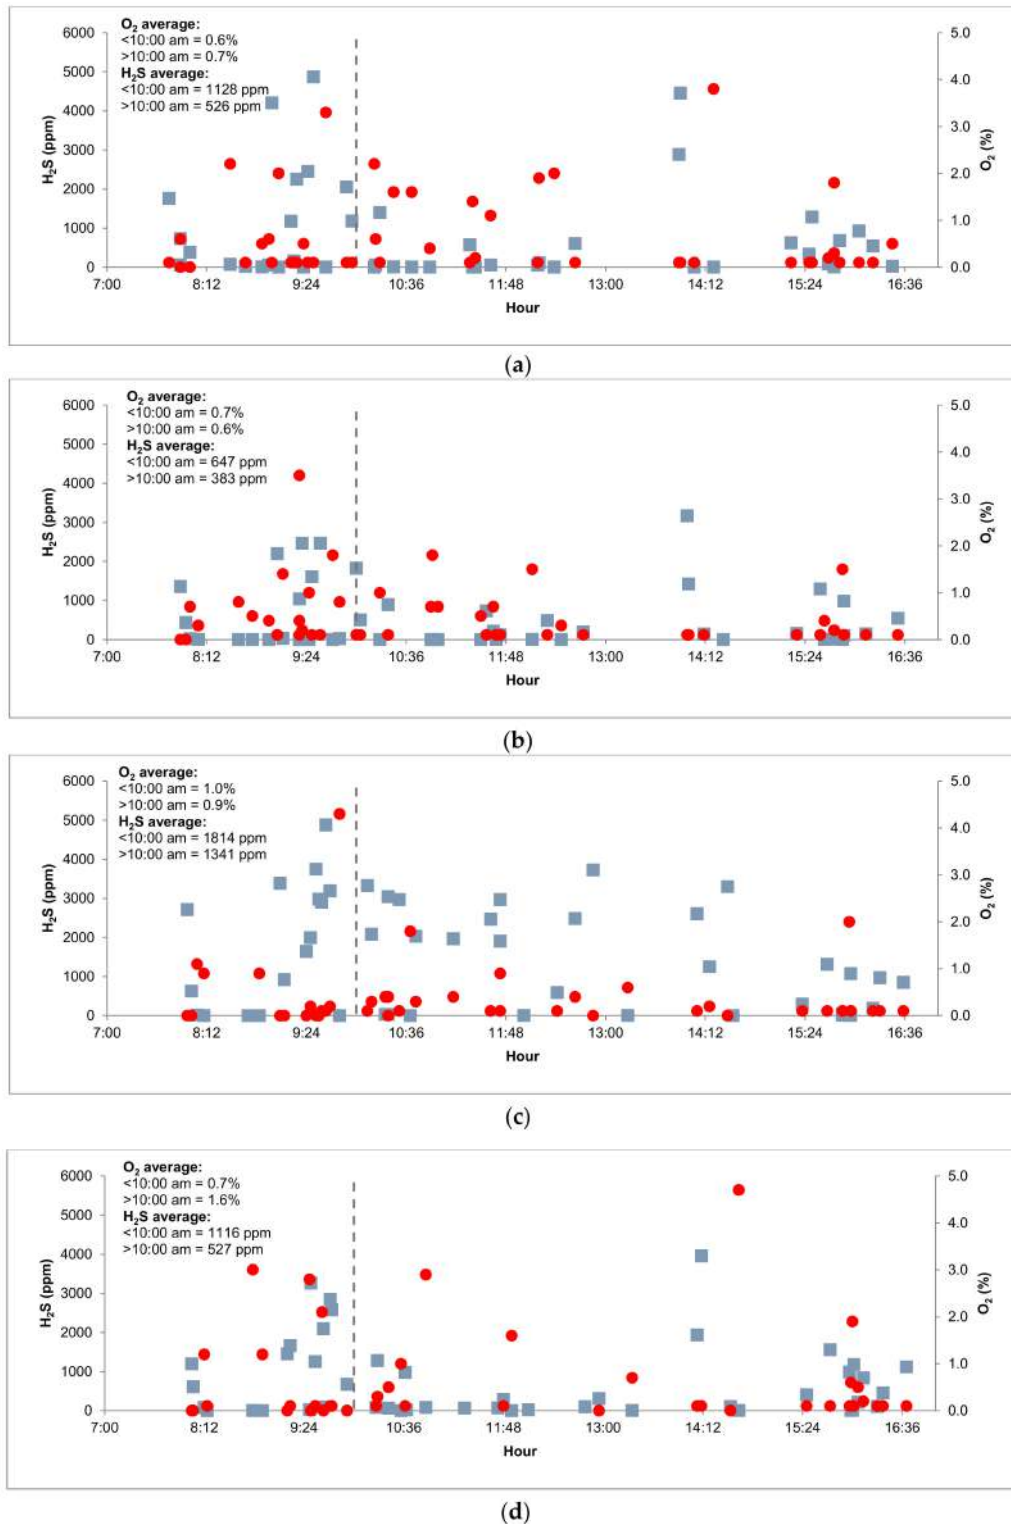 O₂ average:
<10:00 am = 0.6%
>10:00 am = 0.7%
H₂S average:
<10:00 am = 1128 ppm
>10:00 am = 526 ppm
6000
5000
4000
3000
2000
1000
0
H₂S (ppm)
5.0
4.0
3.0
2.0
1.0
0.0
O₂ (%)
7:00 8:12 9:24 10:36 11:48 13:00 14:12 15:24 16:36
Hour
(a)
O₂ average:
<10:00 am = 0.7%
>10:00 am = 0.6%
H₂S average:
<10:00 am = 647 ppm
>10:00 am = 383 ppm
6000
5000
4000
3000
2000
1000
0
H₂S (ppm)
5.0
4.0
3.0
2.0
1.0
0.0
O₂ (%)
7:00 8:12 9:24 10:36 11:48 13:00 14:12 15:24 16:36
Hour
(b)
O₂ average:
<10:00 am = 1.0%
>10:00 am = 0.9%
H₂S average:
<10:00 am = 1814 ppm
>10:00 am = 1341 ppm
6000
5000
4000
3000
2000
1000
0
H₂S (ppm)
5.0
4.0
3.0
2.0
1.0
0.0
O₂ (%)
7:00 8:12 9:24 10:36 11:48 13:00 14:12 15:24 16:36
Hour
(c)
O₂ average:
<10:00 am = 0.7%
>10:00 am = 1.6%
H₂S average:
<10:00 am = 1116 ppm
>10:00 am = 527 ppm
6000
5000
4000
3000
2000
1000
0
H₂S (ppm)
5.0
4.0
3.0
2.0
1.0
0.0
O₂ (%)
7:00 8:12 9:24 10:36 11:48 13:00 14:12 15:24 16:36
Hour
(d)